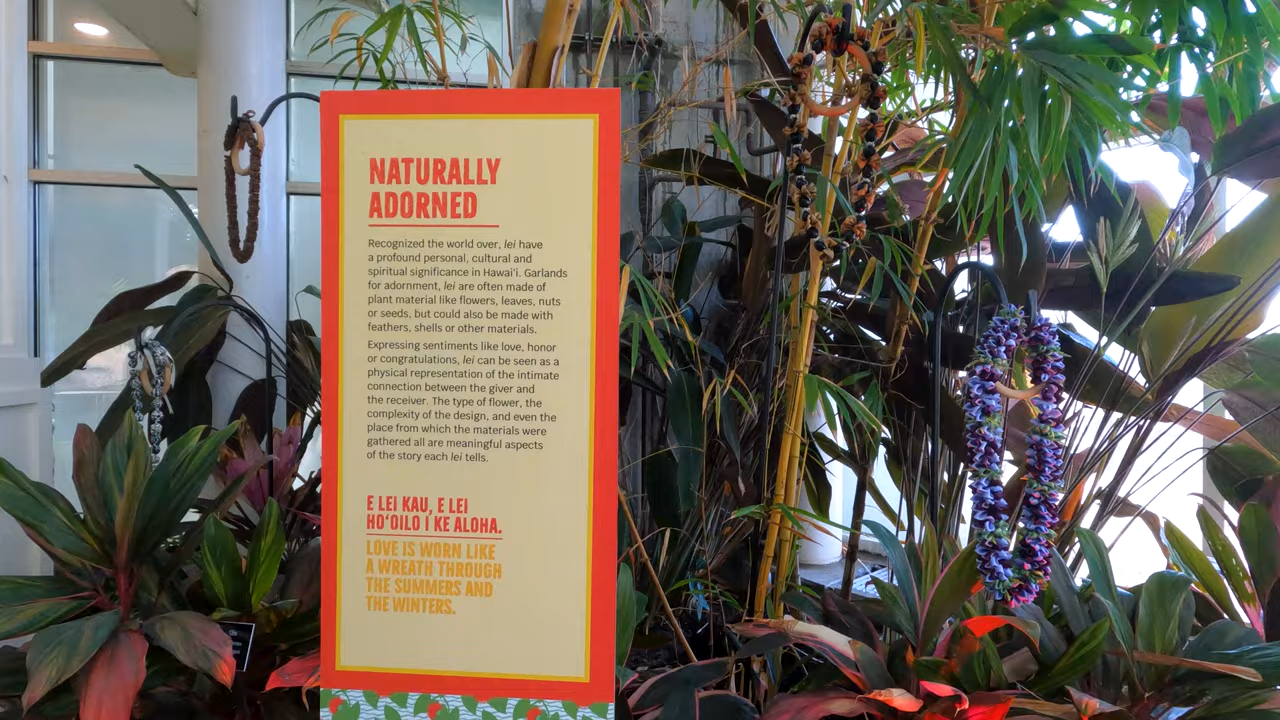 NATURALLY
ADORNED
Recognized the world over, lei have
a profound personal, cultural and
spiritual significance in Hawai‘i. Garlands
for adornment, lei are often made of
plant material like flowers, leaves, nuts
or seeds, but could also be made with
feathers, shells or other materials.
Expressing sentiments like love, honor
or congratulations, lei can be seen as a
physical representation of the intimate
connection between the giver and
the receiver. The type of flower, the
complexity of the design, and even the
place from which the materials were
gathered all are meaningful aspects
of the story each lei tells.
E LEI KAU, E LEI
HO‘OILO I KE ALOHA.
LOVE IS WORN LIKE
A WREATH THROUGH
THE SUMMERS AND
THE WINTERS.